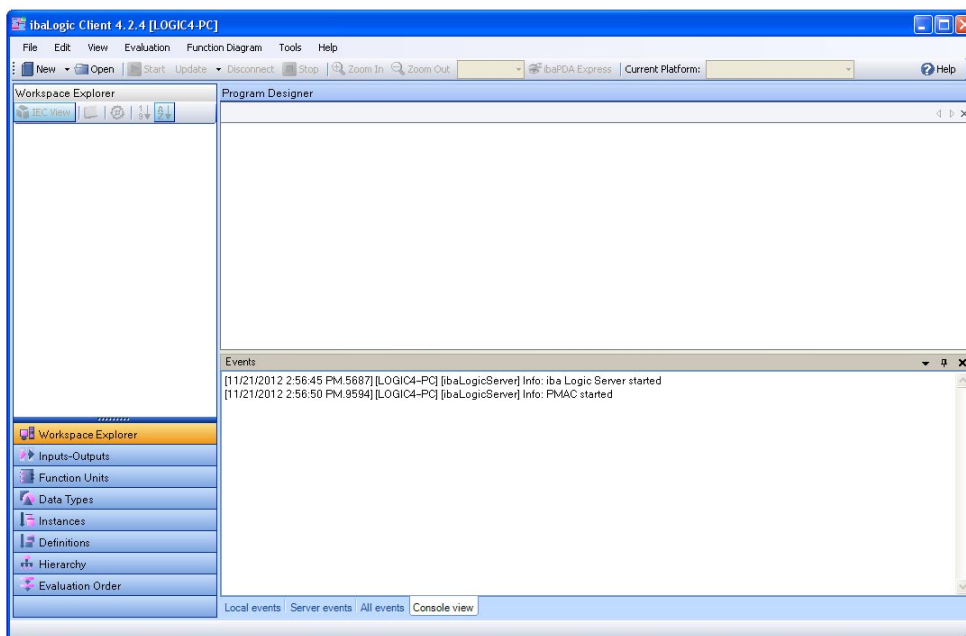 ibaLogic Client 4.2.4 [LOGIC4-PC]
File Edit View Evaluation Function Diagram Tools Help
New Open Start Update Disconnect Stop Zoom In Zoom Out ibaPDA Express Current Platform: Help
Workspace Explorer
Program Designer
IEC View
Events
[11/21/2012 2:56:45 PM.5687] [LOGIC4-PC] [ibaLogicServer] Info: iba Logic Server started
[11/21/2012 2:56:50 PM.9594] [LOGIC4-PC] [ibaLogicServer] Info: PMAC started
Workspace Explorer
Inputs-Outputs
Function Units
Data Types
Instances
Definitions
Hierarchy
Evaluation Order
Local events Server events All events Console view